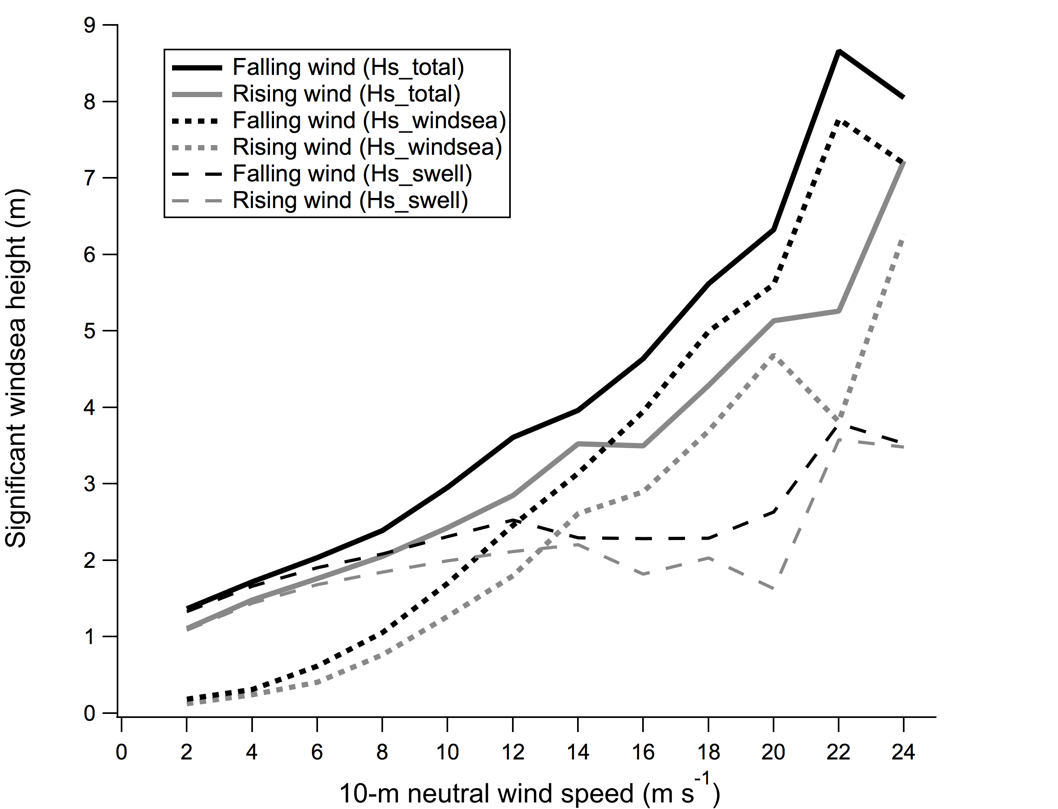 9
8
7
6
5
4
3
2
1
0
Significant windsea height (m)
Falling wind (Hs_total)
Rising wind (Hs_total)
Falling wind (Hs_windsea)
Rising wind (Hs_windsea)
Falling wind (Hs_swell)
Rising wind (Hs_swell)
0 2 4 6 8 10 12 14 16 18 20 22 24
10-m neutral wind speed (m s⁻¹)